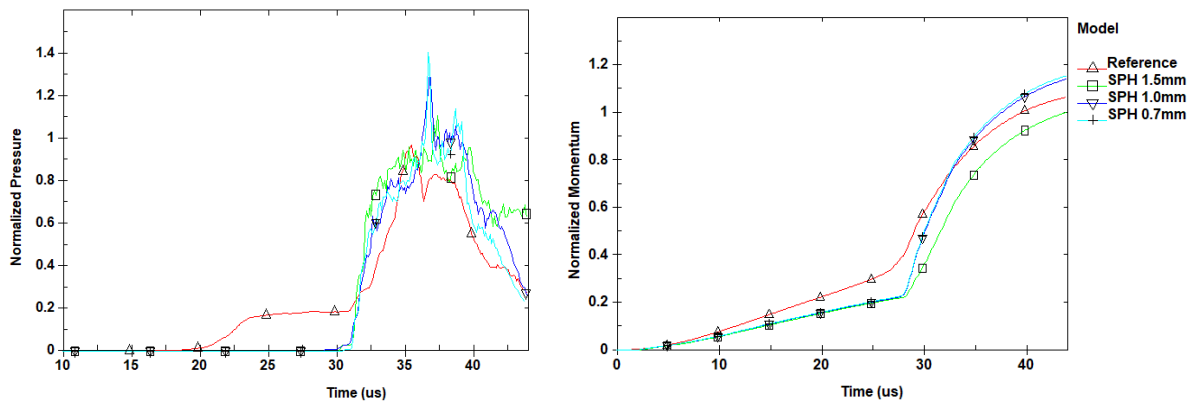 1.4
1.2
1
0.8
0.6
0.4
0.2
0
Normalized Pressure
10 15 20 25 30 35 40
Time (us)
1.2
1.0
0.8
0.6
0.4
0.2
0
Normalized Momentum
0 10 20 30 40
Time (us)
Model
Reference
SPH 1.5mm
SPH 1.0mm
SPH 0.7mm